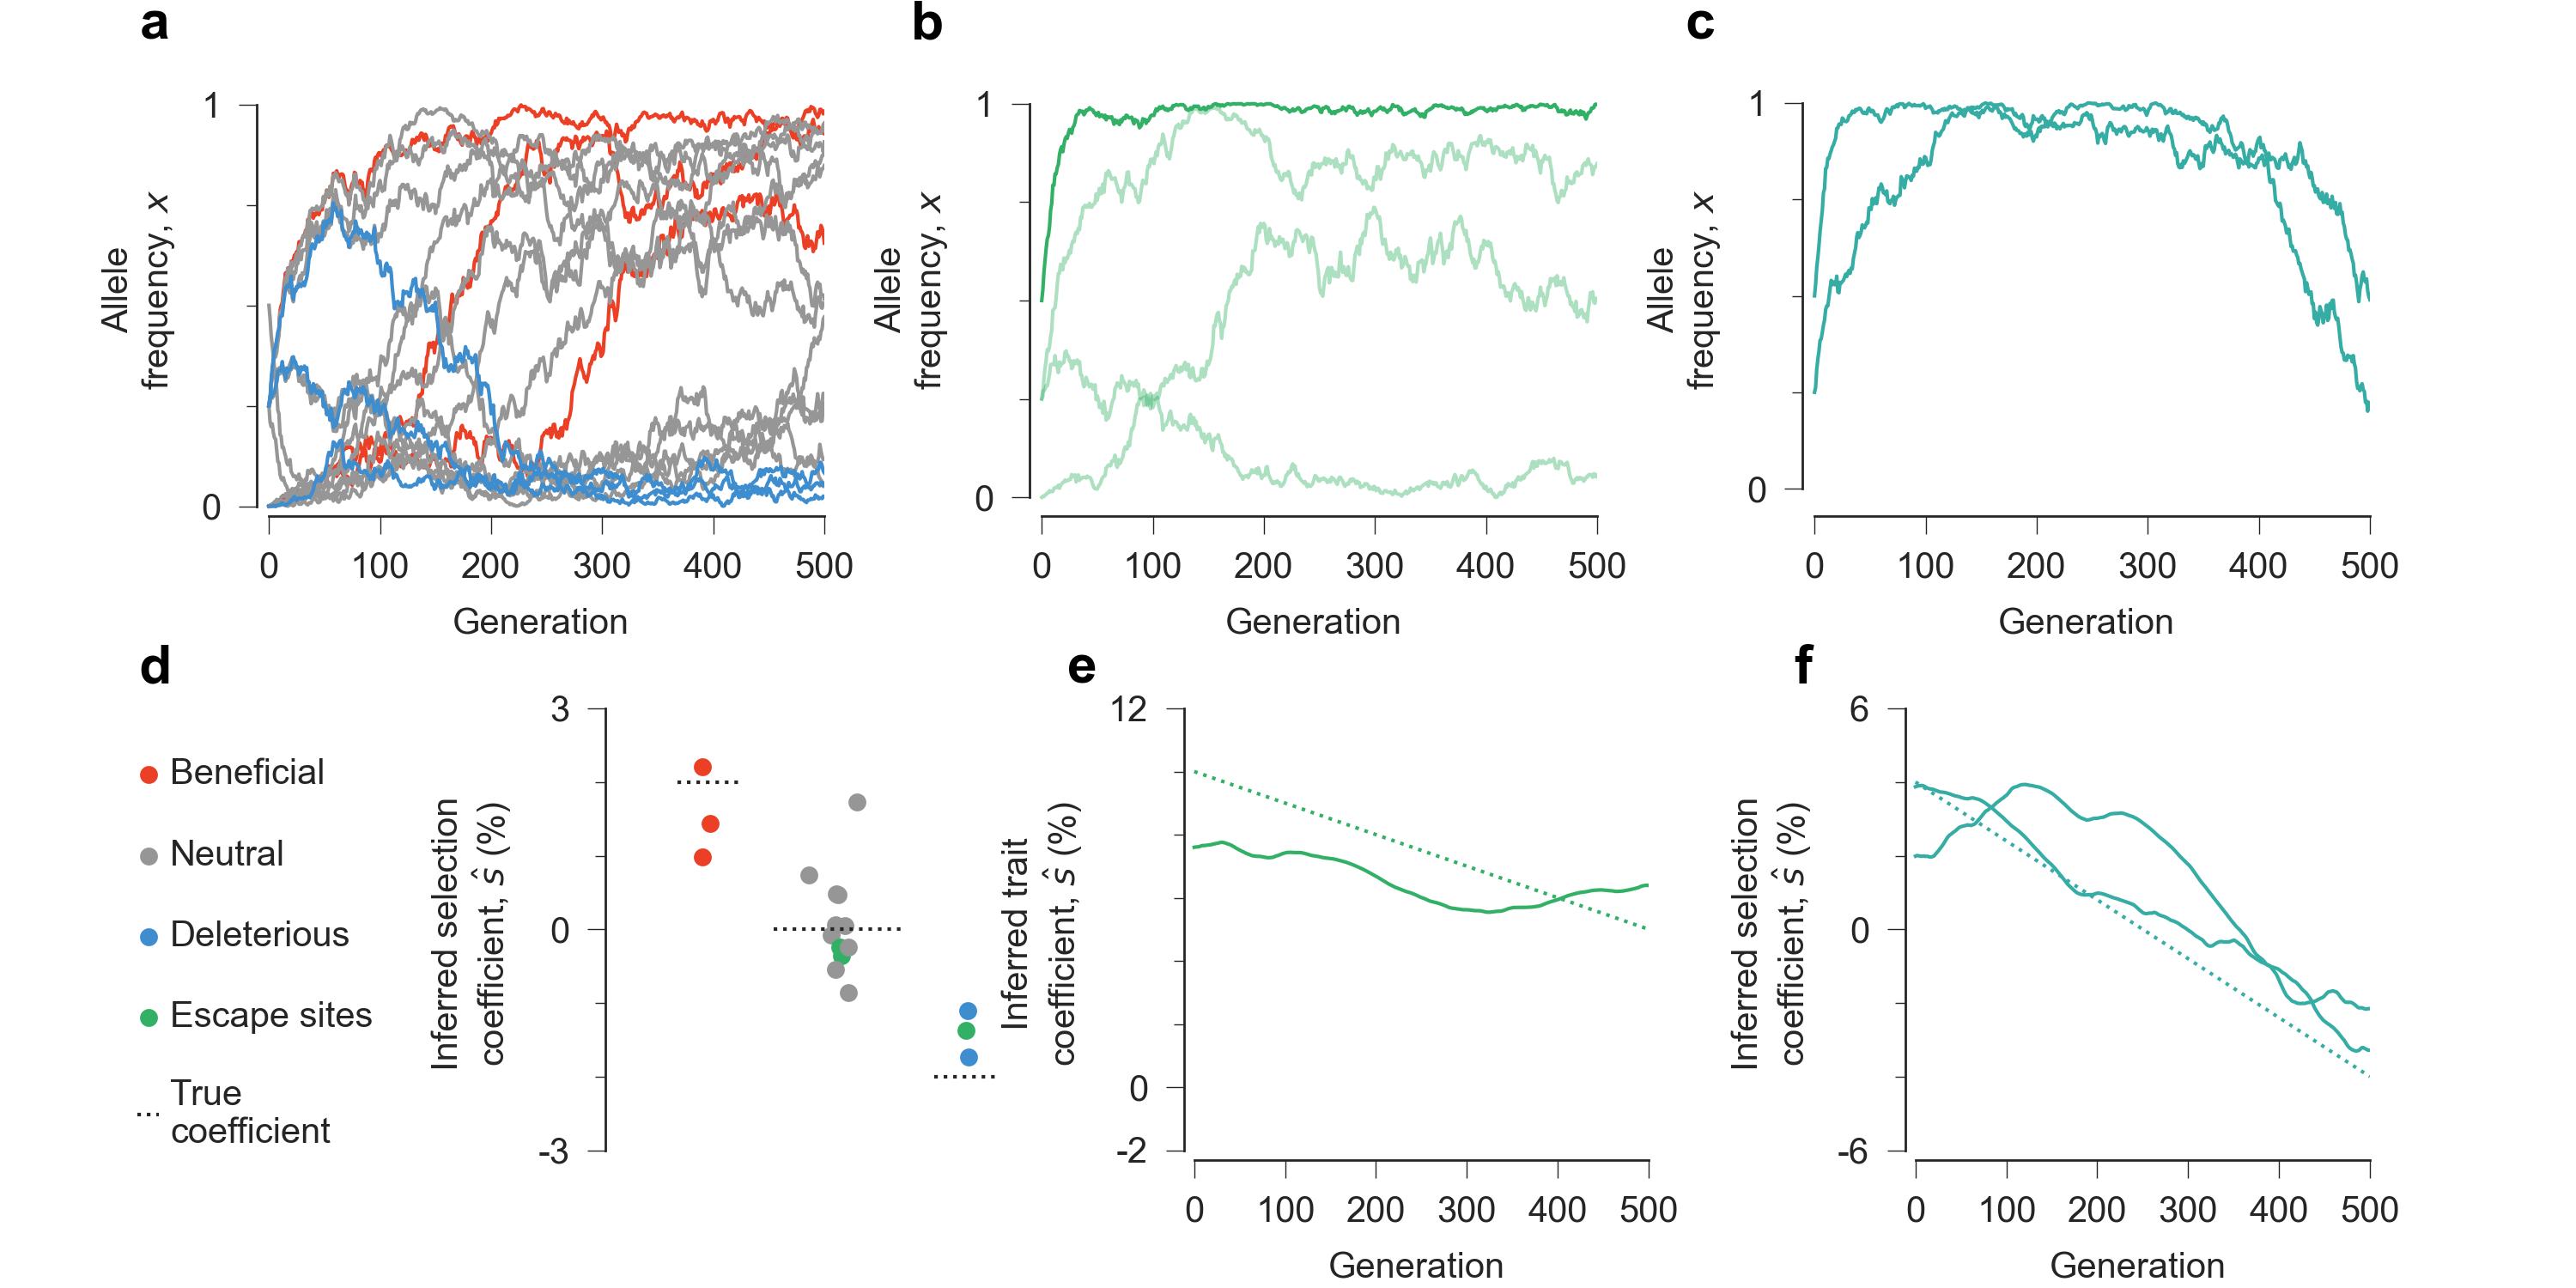 a
b
c
1
0
Allele
frequency, x
0 100 200 300 400 500
Generation
1
0
Allele
frequency, x
0 100 200 300 400 500
Generation
1
0
Allele
frequency, x
0 100 200 300 400 500
Generation
d
Beneficial
Neutral
Deleterious
Escape sites
... True
coefficient
Inferred selection
coefficient, ŝ (%)
3
0
-3
e
Inferred trait
coefficient, ŝ (%)
12
0
-2
0 100 200 300 400 500
Generation
f
Inferred selection
coefficient, ŝ (%)
6
0
-6
0 100 200 300 400 500
Generation